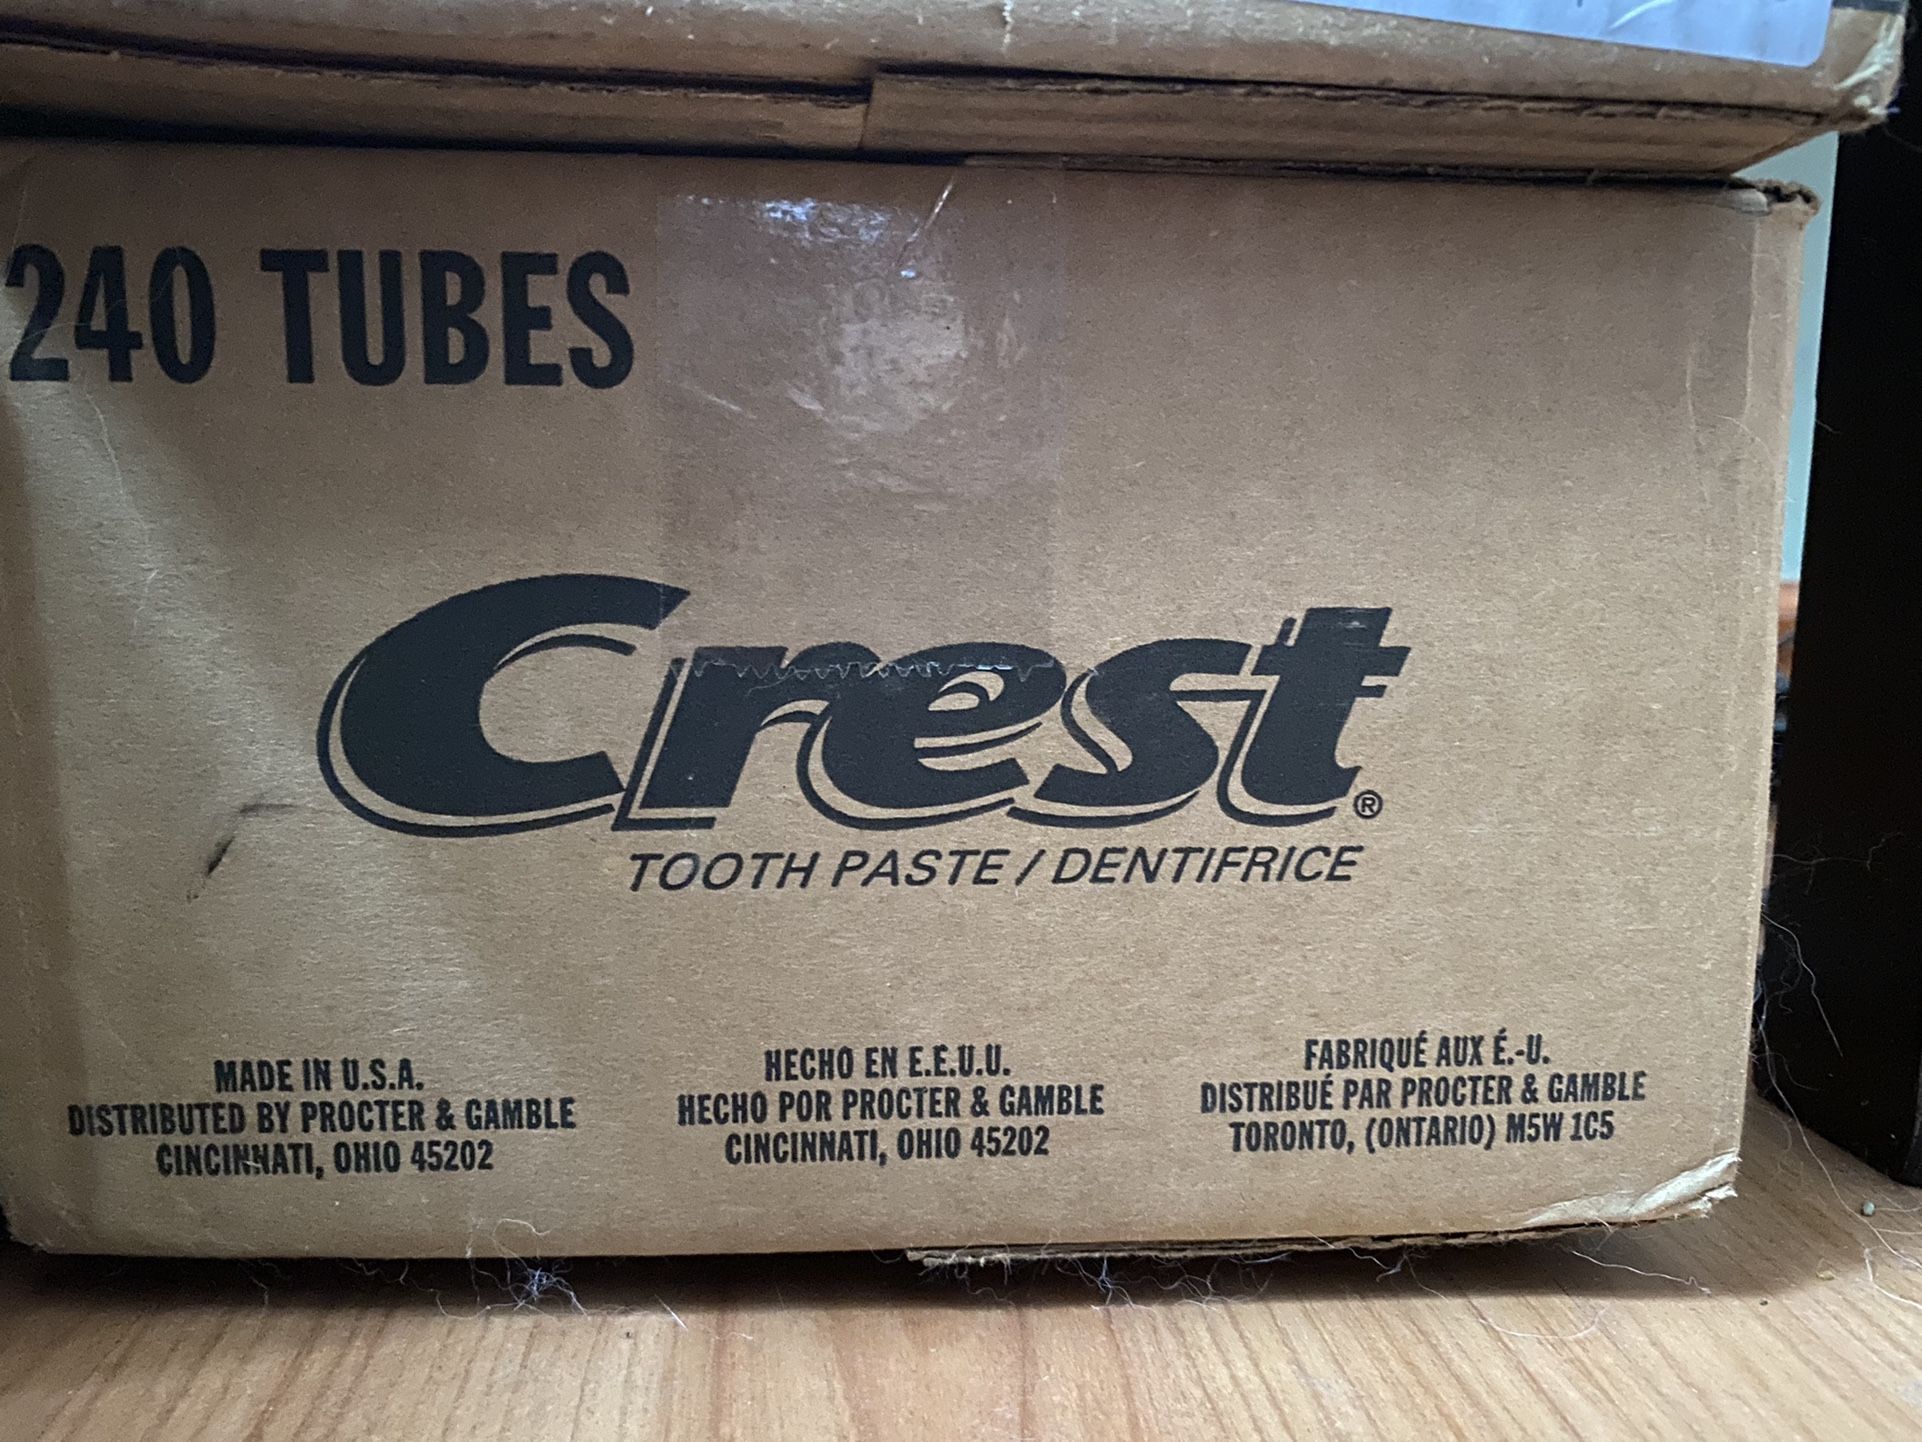 240 TUBES
Crest®
TOOTH PASTE / DENTIFRICE
MADE IN U.S.A.
DISTRIBUTED BY PROCTER & GAMBLE
CINCINNATI, OHIO 45202
HECHO EN E.E.U.U.
HECHO POR PROCTER & GAMBLE
CINCINNATI, OHIO 45202
FABRIQUÉ AUX É.-U.
DISTRIBUÉ PAR PROCTER & GAMBLE
TORONTO, (ONTARIO) M5W 1C5